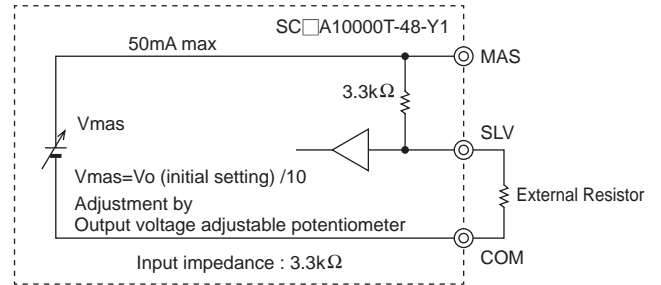 SC□A10000T-48-Y1
50mA max
MAS
3.3kΩ
Vmas
SLV
Vmas=Vo (initial setting) /10
Adjustment by
Output voltage adjustable potentiometer
External Resistor
COM
Input impedance : 3.3kΩ